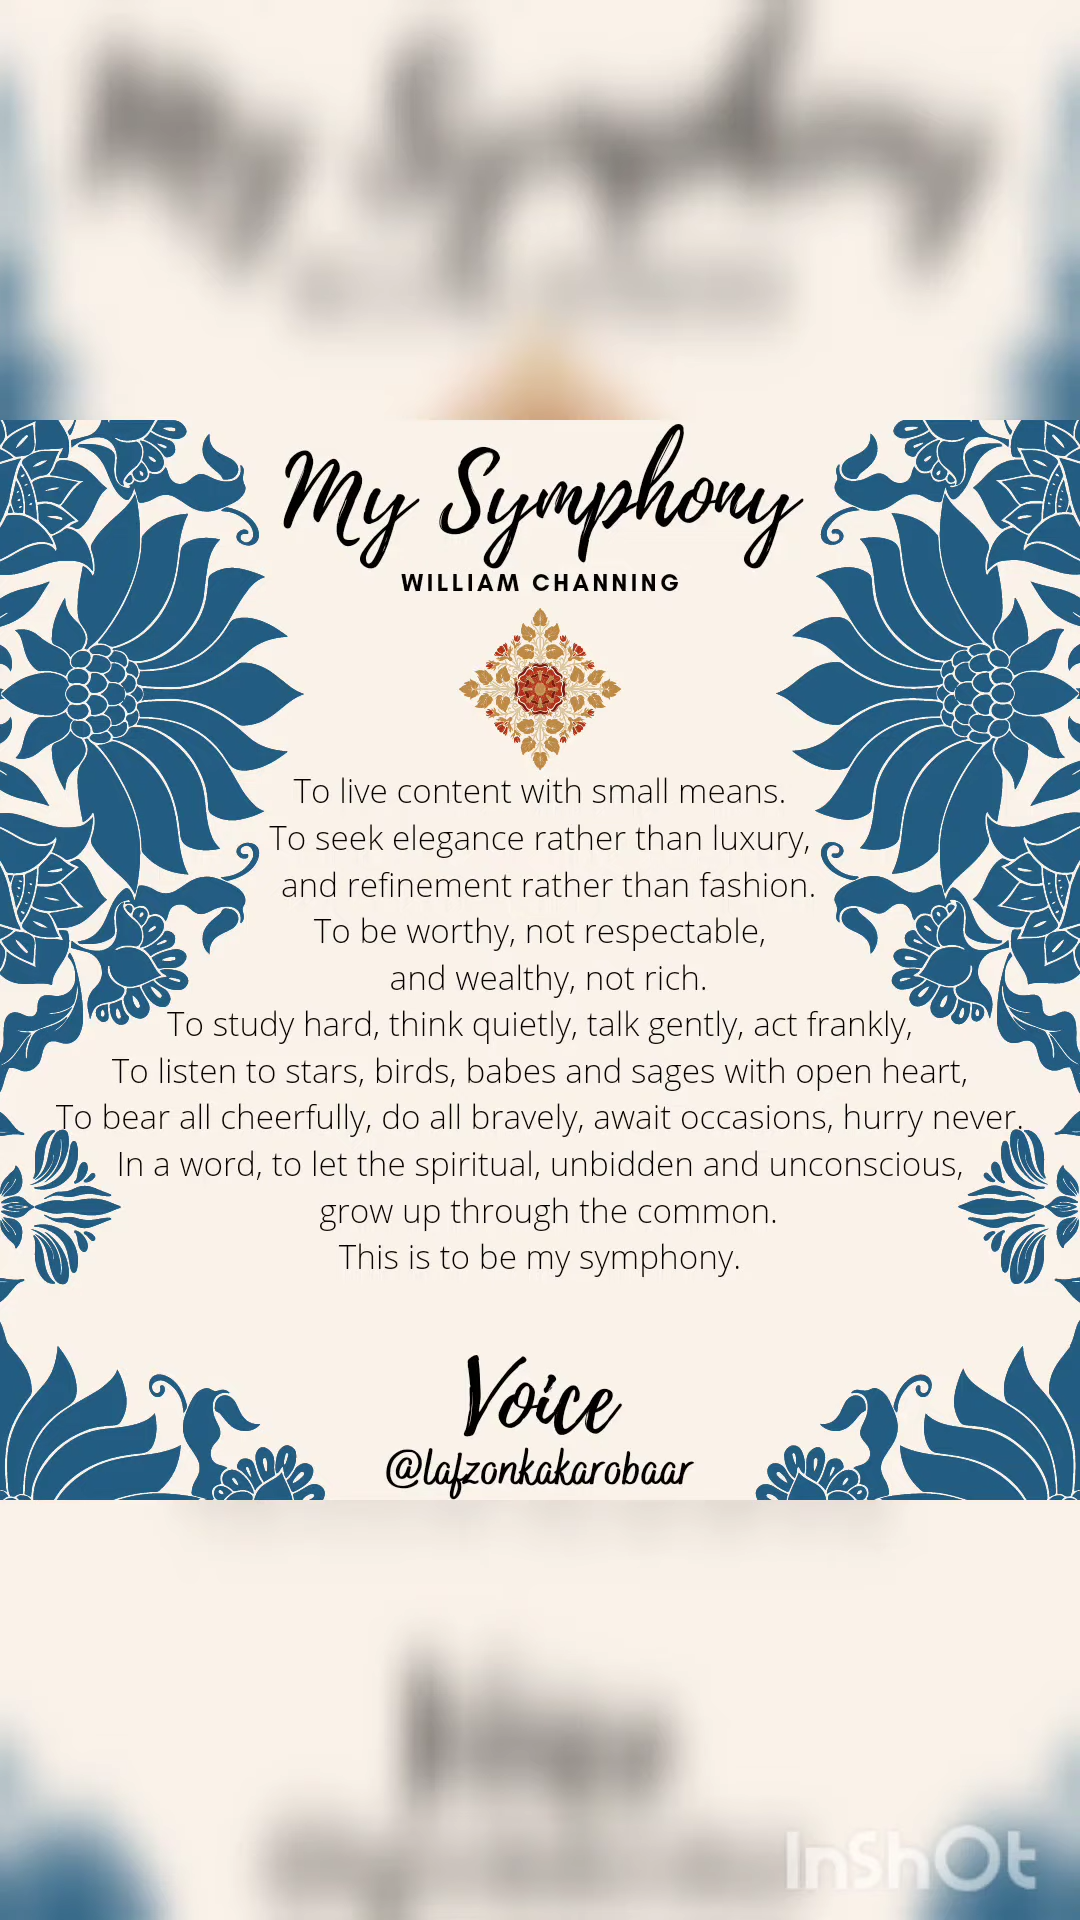 My Symphony
WILLIAM CHANNING
To live content with small means.
To seek elegance rather than luxury,
and refinement rather than fashion.
To be worthy, not respectable,
and wealthy, not rich.
To study hard, think quietly, talk gently, act frankly,
To listen to stars, birds, babes and sages with open heart,
To bear all cheerfully, do all bravely, await occasions, hurry never.
In a word, to let the spiritual, unbidden and unconscious,
grow up through the common.
This is to be my symphony.
Voice
@lafzonkakarobaar
InShOt